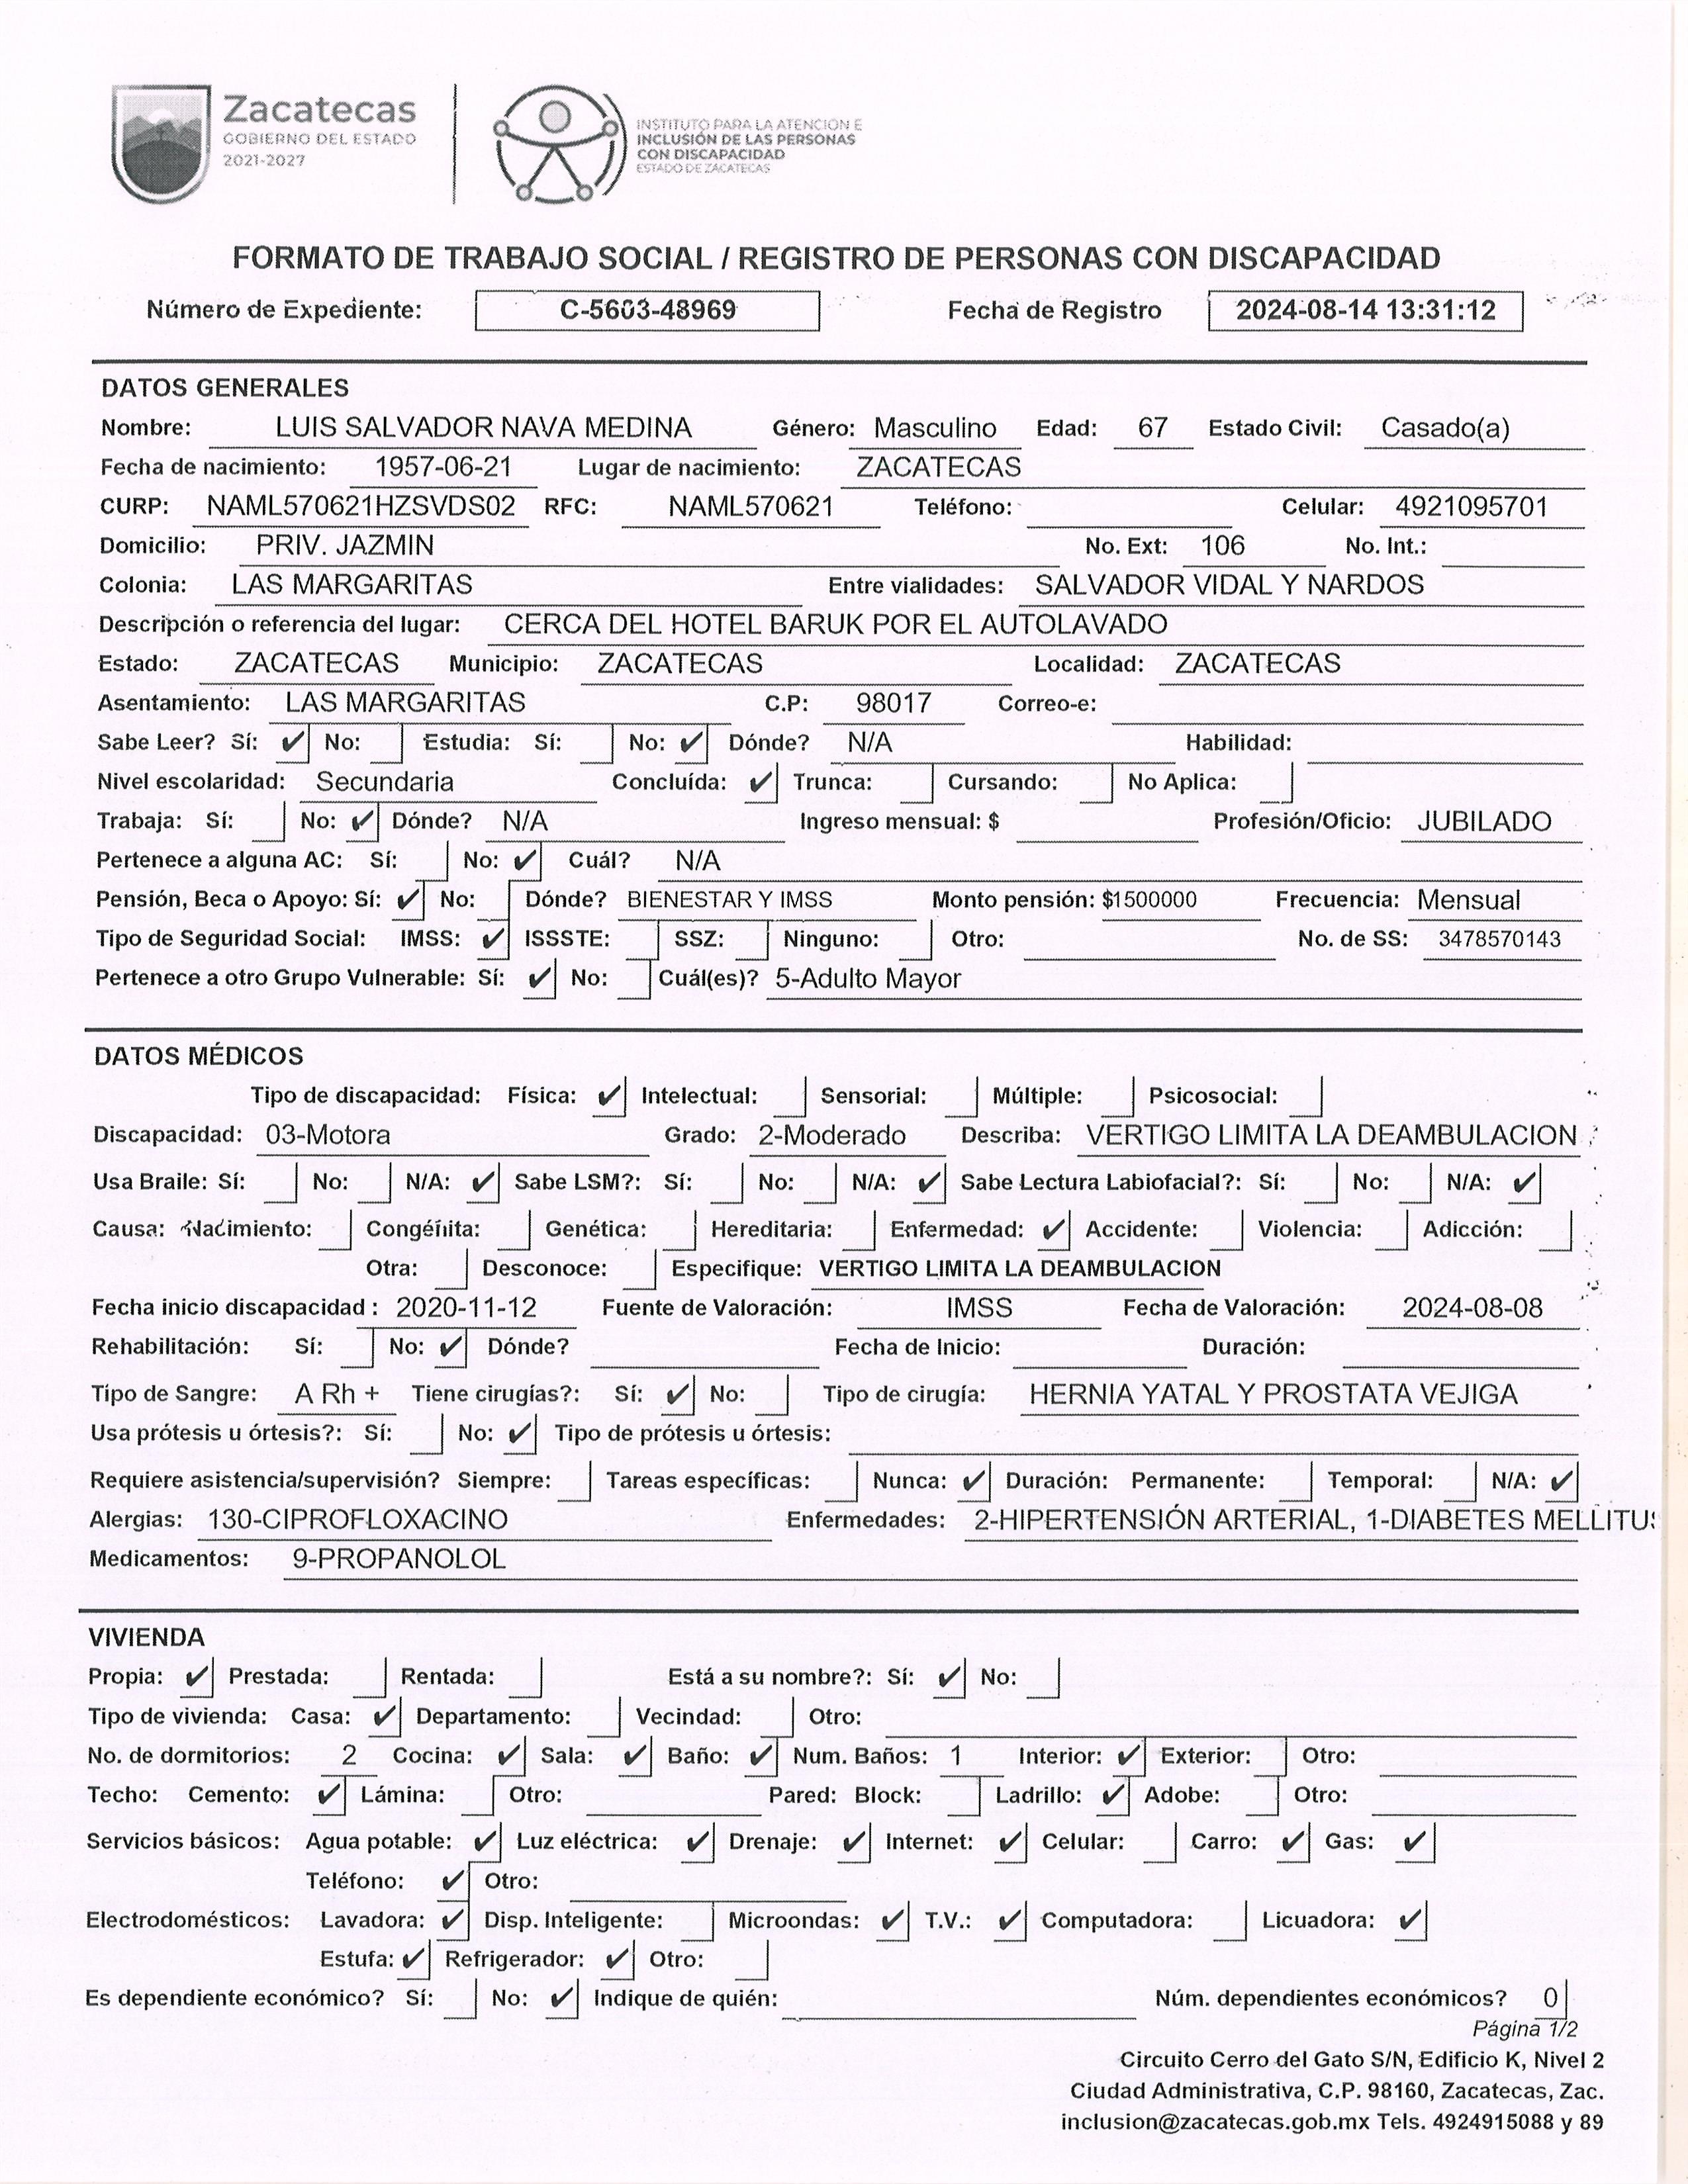 Zacatecas
GOBIERNO DEL ESTADO
2021-2027
INSTITUTO PARA LA ATENCION E
INCLUSIÓN DE LAS PERSONAS
CON DISCAPACIDAD
ESTADO DE ZACATECAS
FORMATO DE TRABAJO SOCIAL / REGISTRO DE PERSONAS CON DISCAPACIDAD
Número de Expediente: C-5603-48969 Fecha de Registro 2024-08-14 13:31:12
DATOS GENERALES
Nombre: LUIS SALVADOR NAVA MEDINA Género: Masculino Edad: 67 Estado Civil: Casado(a)
Fecha de nacimiento: 1957-06-21 Lugar de nacimiento: ZACATECAS
CURP: NAML570621HZSVDS02 RFC: NAML570621 Teléfono: Celular: 4921095701
Domicilio: PRIV. JAZMIN No. Ext: 106 No. Int.:
Colonia: LAS MARGARITAS Entre vialidades: SALVADOR VIDAL Y NARDOS
Descripción o referencia del lugar: CERCA DEL HOTEL BARUK POR EL AUTOLAVADO
Estado: ZACATECAS Municipio: ZACATECAS Localidad: ZACATECAS
Asentamiento: LAS MARGARITAS C.P: 98017 Correo-e:
Sabe Leer? Sí: ✔ No: Estudia: Sí: No: ✔ Dónde? N/A Habilidad:
Nivel escolaridad: Secundaria Concluída: ✔ Trunca: Cursando: No Aplica:
Trabaja: Sí: No: ✔ Dónde? N/A Ingreso mensual: $ Profesión/Oficio: JUBILADO
Pertenece a alguna AC: Sí: No: ✔ Cuál? N/A
Pensión, Beca o Apoyo: Sí: ✔ No: Dónde? BIENESTAR Y IMSS Monto pensión: $1500000 Frecuencia: Mensual
Tipo de Seguridad Social: IMSS: ✔ ISSSTE: SSZ: Ninguno: Otro: No. de SS: 3478570143
Pertenece a otro Grupo Vulnerable: Sí: ✔ No: Cuál(es)? 5-Adulto Mayor
DATOS MÉDICOS
Tipo de discapacidad: Física: ✔ Intelectual: Sensorial: Múltiple: Psicosocial:
Discapacidad: 03-Motora Grado: 2-Moderado Describa: VERTIGO LIMITA LA DEAMBULACION
Usa Braile: Sí: No: N/A: ✔ Sabe LSM?: Sí: No: N/A: ✔ Sabe Lectura Labiofacial?: Sí: No: N/A: ✔
Causa: Nacimiento: Congénita: Genética: Hereditaria: Enfermedad: ✔ Accidente: Violencia: Adicción:
Otra: Desconoce: Especifique: VERTIGO LIMITA LA DEAMBULACION
Fecha inicio discapacidad : 2020-11-12 Fuente de Valoración: IMSS Fecha de Valoración: 2024-08-08
Rehabilitación: Sí: No: ✔ Dónde? Fecha de Inicio: Duración:
Tipo de Sangre: A Rh + Tiene cirugías?: Sí: ✔ No: Tipo de cirugía: HERNIA YATAL Y PROSTATA VEJIGA
Usa prótesis u órtesis?: Sí: No: ✔ Tipo de prótesis u órtesis:
Requiere asistencia/supervisión? Siempre: Tareas específicas: Nunca: ✔ Duración: Permanente: Temporal: N/A: ✔
Alergias: 130-CIPROFLOXACINO Enfermedades: 2-HIPERTENSIÓN ARTERIAL, 1-DIABETES MELLITUS
Medicamentos: 9-PROPANOLOL
VIVIENDA
Propia: ✔ Prestada: Rentada: Está a su nombre?: Sí: ✔ No:
Tipo de vivienda: Casa: ✔ Departamento: Vecindad: Otro:
No. de dormitorios: 2 Cocina: ✔ Sala: ✔ Baño: ✔ Num. Baños: 1 Interior: ✔ Exterior: Otro:
Techo: Cemento: ✔ Lámina: Otro: Pared: Block: Ladrillo: ✔ Adobe: Otro:
Servicios básicos: Agua potable: ✔ Luz eléctrica: ✔ Drenaje: ✔ Internet: ✔ Celular: Carro: ✔ Gas: ✔
Teléfono: ✔ Otro:
Electrodomésticos: Lavadora: ✔ Disp. Inteligente: Microondas: ✔ T.V.: ✔ Computadora: Licuadora: ✔
Estufa: ✔ Refrigerador: ✔ Otro:
Es dependiente económico? Sí: No: ✔ Indique de quién: Núm. dependientes económicos? 0
Página 1/2
Circuito Cerro del Gato S/N, Edificio K, Nivel 2
Ciudad Administrativa, C.P. 98160, Zacatecas, Zac.
inclusion@zacatecas.gob.mx Tels. 4924915088 y 89